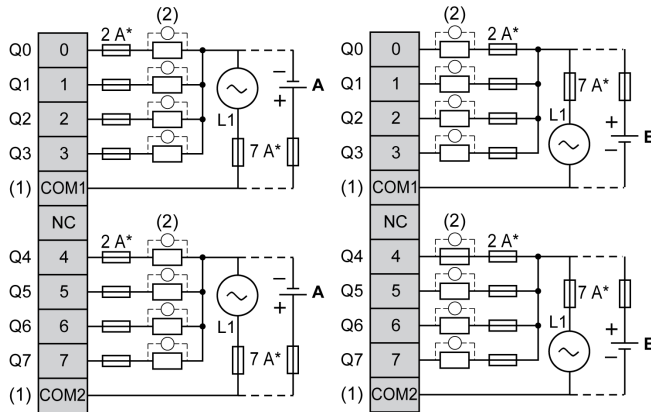 (2)
2 A*
Q0 0
Q1 1
Q2 2
Q3 3
(1) COM1
L1
7 A*
−
+
A
NC
(2)
2 A*
Q4 4
Q5 5
Q6 6
Q7 7
(1) COM2
L1
7 A*
−
+
A
(2)
2 A*
Q0 0
Q1 1
Q2 2
Q3 3
(1) COM1
7 A*
L1
+
−
B
NC
(2)
2 A*
Q4 4
Q5 5
Q6 6
Q7 7
(1) COM2
7 A*
L1
+
−
B